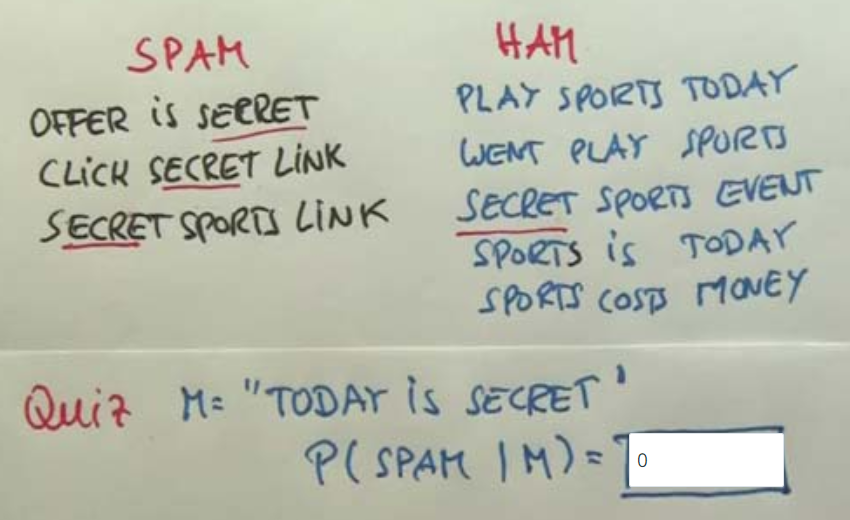 SPAM
HAM
OFFER iS SECRET
CLiCK SECRET LiNK
SECRET SPORTS LiNK
PLAY SPORTS TODAY
WENT PLAY SPORTS
SECRET SPORTS EVENT
SPORTS iS TODAY
SPORTS COSTS MONEY
Quiz M= "TODAY iS SECRET"
P(SPAM | M) = 0